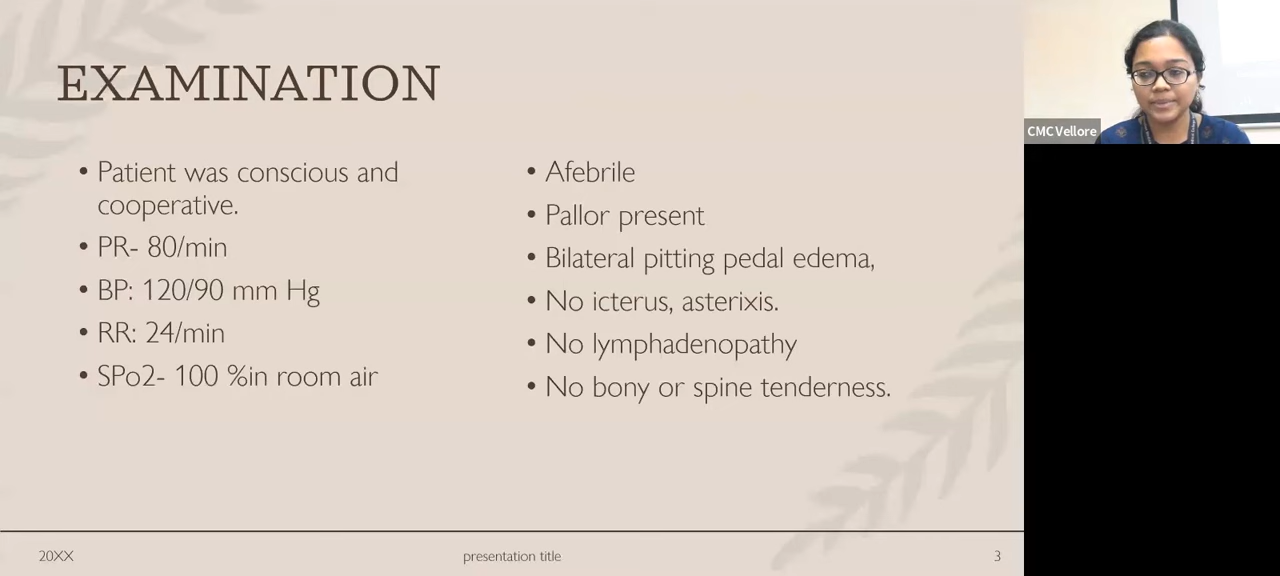 EXAMINATION
• Patient was conscious and
cooperative.
• PR- 80/min
• BP: 120/90 mm Hg
• RR: 24/min
• SPo2- 100 %in room air
• Afebrile
• Pallor present
• Bilateral pitting pedal edema,
• No icterus, asterixis.
• No lymphadenopathy
• No bony or spine tenderness.
20XX
presentation title
3
CMC Vellore